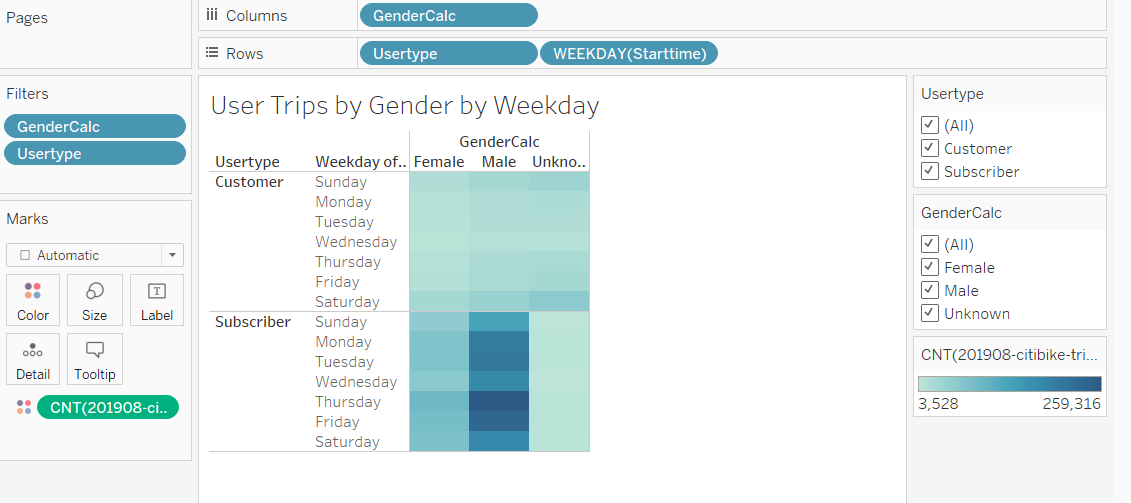 Pages
Columns
GenderCalc
Rows
Usertype
WEEKDAY(Starttime)
Filters
GenderCalc
Usertype
Marks
Automatic
Color
Size
Label
Detail
Tooltip
CNT(201908-ci..
User Trips by Gender by Weekday
GenderCalc
Usertype Weekday of.. Female Male Unkno..
Customer Sunday
Monday
Tuesday
Wednesday
Thursday
Friday
Saturday
Subscriber Sunday
Monday
Tuesday
Wednesday
Thursday
Friday
Saturday
Usertype
(All)
Customer
Subscriber
GenderCalc
(All)
Female
Male
Unknown
CNT(201908-citibike-tri...
3,528 259,316